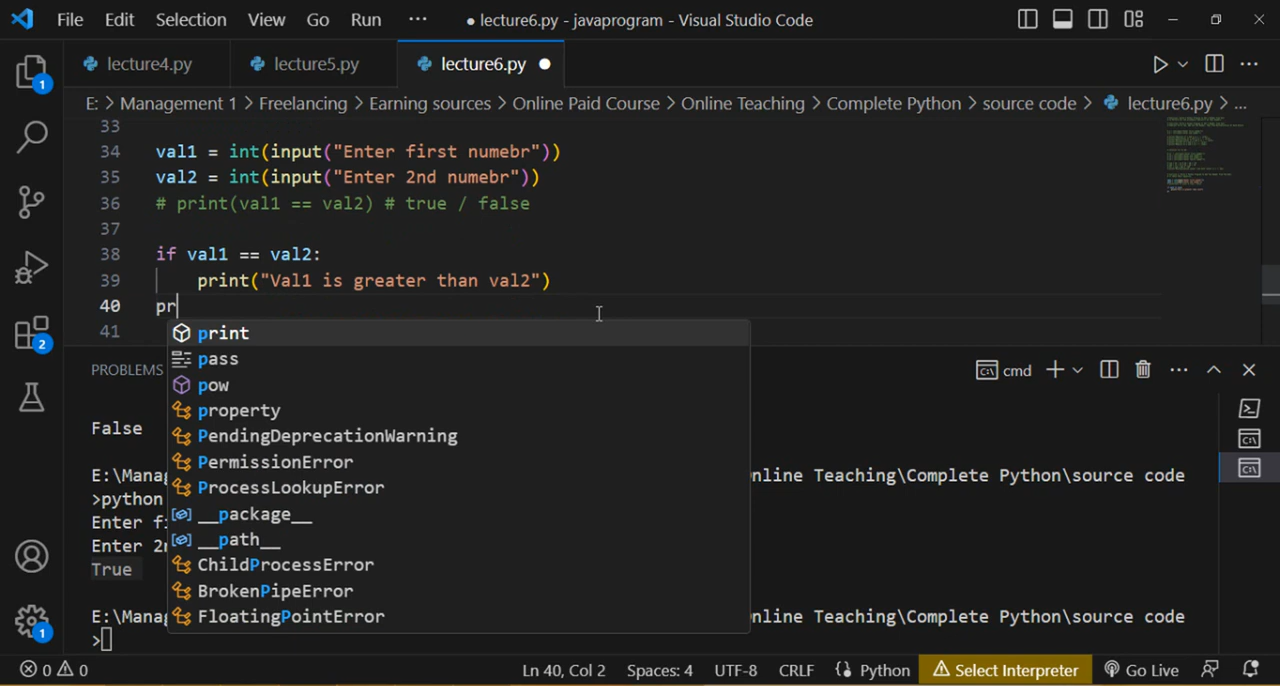 File Edit Selection View Go Run ··· ● lecture6.py - javaprogram - Visual Studio Code
lecture4.py lecture5.py lecture6.py ●
E: > Management 1 > Freelancing > Earning sources > Online Paid Course > Online Teaching > Complete Python > source code > lecture6.py > ...
33
34 val1 = int(input("Enter first numebr"))
35 val2 = int(input("Enter 2nd numebr"))
36 # print(val1 == val2) # true / false
37
38 if val1 == val2:
39 print("Val1 is greater than val2")
40 pr
41
print
pass
pow
property
PendingDeprecationWarning
PermissionError
ProcessLookupError
__package__
__path__
ChildProcessError
BrokenPipeError
FloatingPointError
PROBLEMS
cmd
False
E:\Manag nline Teaching\Complete Python\source code
>python
Enter fi
Enter 2n
True
E:\Manag nline Teaching\Complete Python\source code
>
1
2
1
0 0 Ln 40, Col 2 Spaces: 4 UTF-8 CRLF Python Select Interpreter Go Live